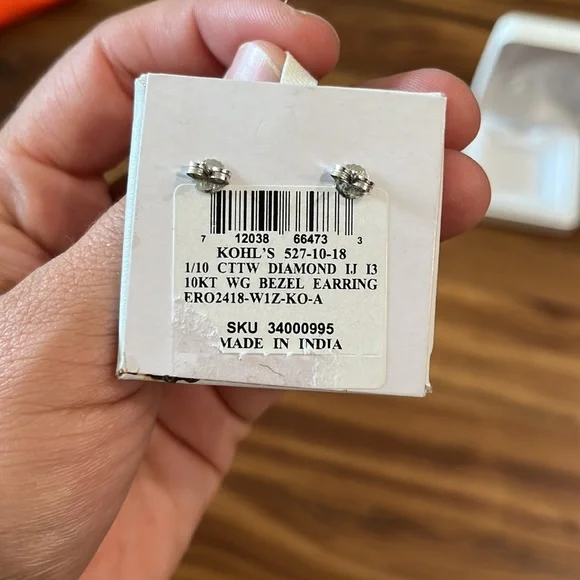 7 12038 66473 3
KOHL'S 527-10-18
1/10 CTTW DIAMOND IJ I3
10KT WG BEZEL EARRING
ERO2418-W1Z-KO-A
SKU 34000995
MADE IN INDIA